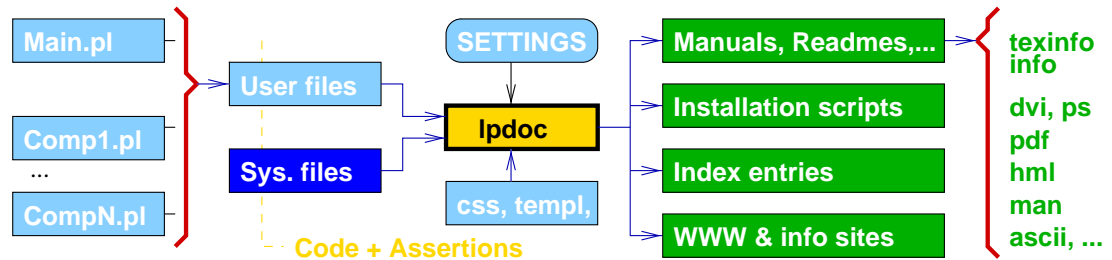 Main.pl
Comp1.pl
...
CompN.pl
User files
Sys. files
Code + Assertions
SETTINGS
lpdoc
css, templ,
Manuals, Readmes,...
Installation scripts
Index entries
WWW & info sites
texinfo
info
dvi, ps
pdf
hml
man
ascii, ...